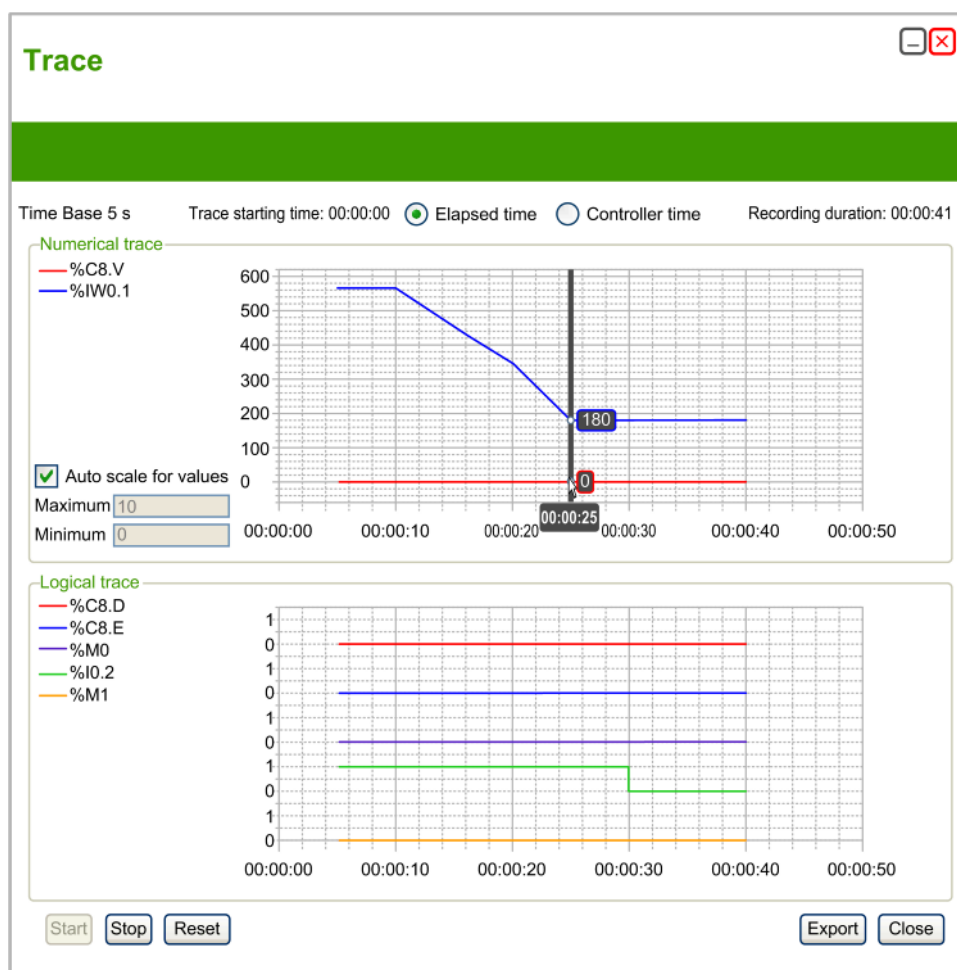 Trace
Time Base 5 s Trace starting time: 00:00:00 Elapsed time Controller time Recording duration: 00:00:41
Numerical trace
%C8.V
%IW0.1
600
500
400
300
200
100
0
180
0
00:00:25
Auto scale for values
Maximum 10
Minimum 0
00:00:00 00:00:10 00:00:20 00:00:30 00:00:40 00:00:50
Logical trace
%C8.D
%C8.E
%M0
%I0.2
%M1
1
0
1
0
1
0
1
0
1
0
00:00:00 00:00:10 00:00:20 00:00:30 00:00:40 00:00:50
Start Stop Reset Export Close